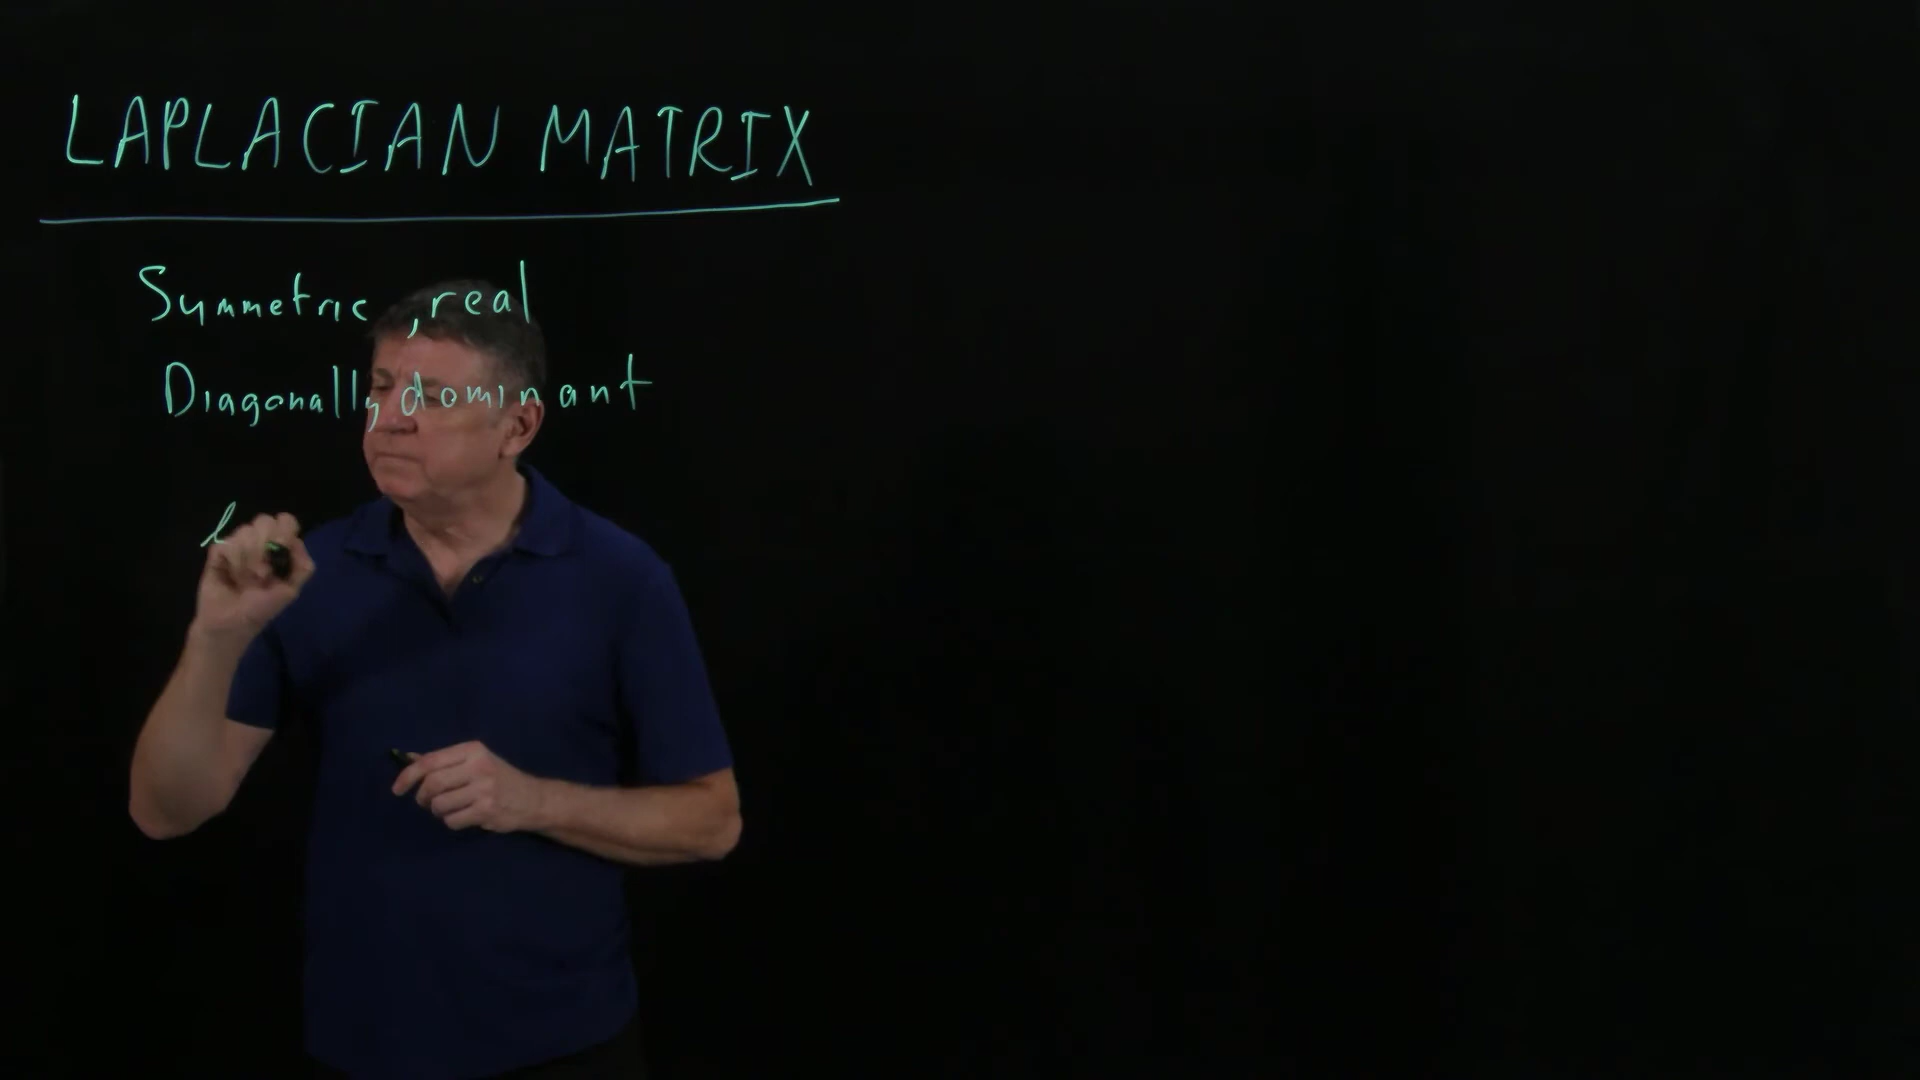 LAPLACIAN MATRIX
Symmetric, real
Diagonally dominant
l